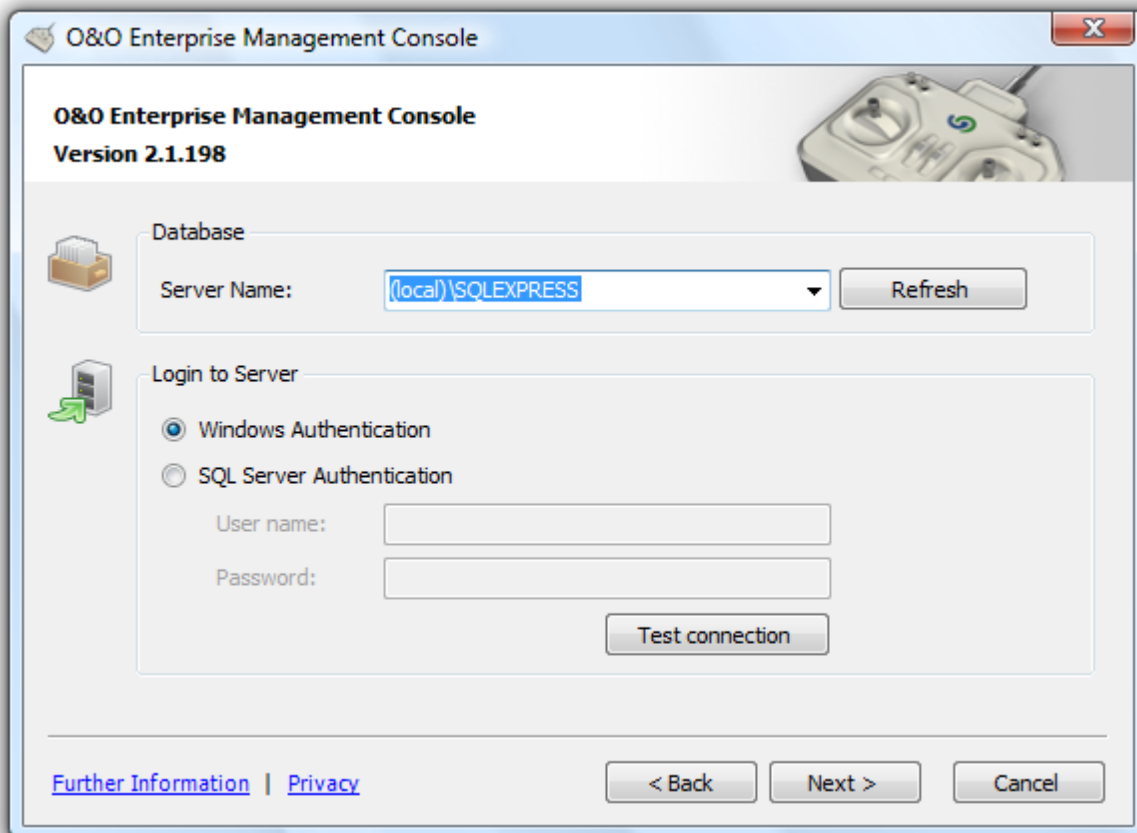 O&O Enterprise Management Console
O&O Enterprise Management Console
Version 2.1.198
Database
Server Name: (local)\SQLEXPRESS Refresh
Login to Server
Windows Authentication
SQL Server Authentication
User name:
Password:
Test connection
Further Information | Privacy < Back Next > Cancel